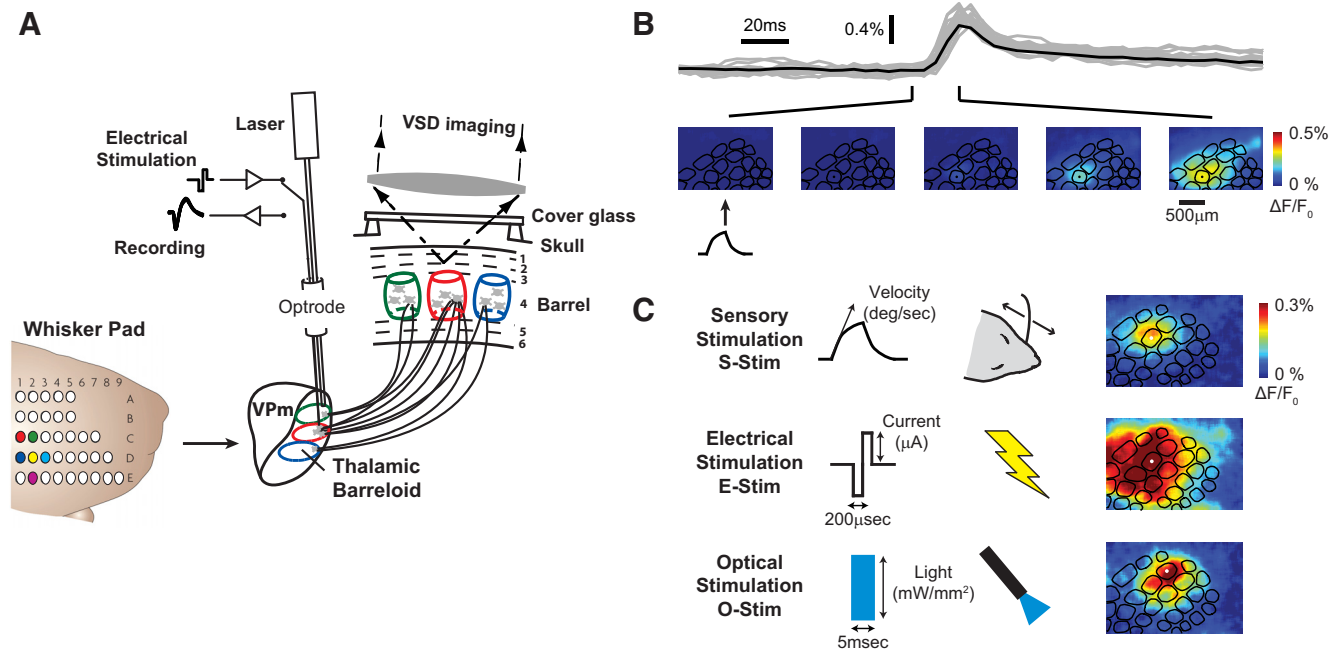 A
Laser
VSD imaging
Electrical
Stimulation
Recording
Cover glass
Skull
1
2
3
4
5
6
Barrel
Optrode
Whisker Pad
1 2 3 4 5 6 7 8 9
A
B
C
D
E
VPm
Thalamic
Barreloid
B
20ms
0.4%
0.5%
0 %
ΔF/F0
500µm
C
Sensory
Stimulation
S-Stim
Velocity
(deg/sec)
0.3%
0 %
ΔF/F0
Electrical
Stimulation
E-Stim
Current
(µA)
200µsec
Optical
Stimulation
O-Stim
Light
(mW/mm²)
5msec